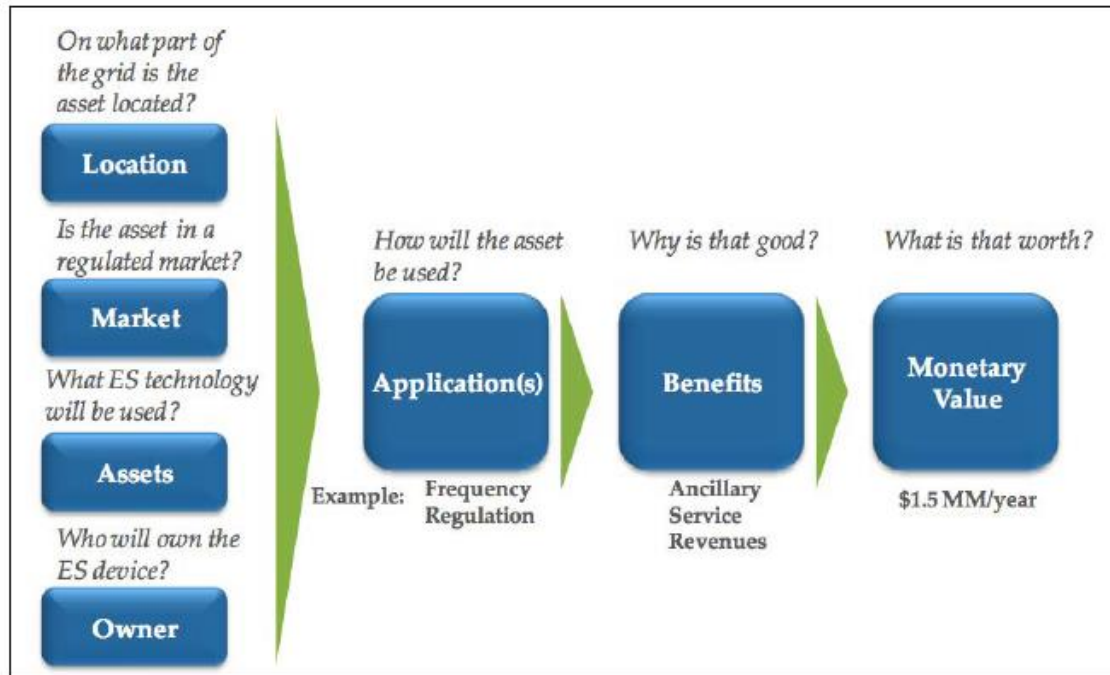 On what part of
the grid is the
asset located?
Location
Is the asset in a
regulated market?
Market
What ES technology
will be used?
Assets
Who will own the
ES device?
Owner
How will the asset
be used?
Application(s)
Example:
Frequency
Regulation
Why is that good?
Benefits
Ancillary
Service
Revenues
What is that worth?
Monetary
Value
$1.5 MM/year